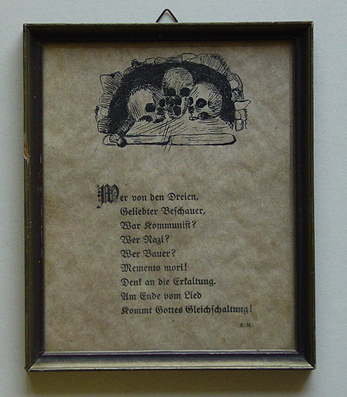 Wer von den Dreien,
Geliebter Beschauer,
War Kommunist?
Wer Nazi?
Wer Bauer?
Memento mori!
Denk an die Erkaltung.
Am Ende vom Lied
Kommt Gottes Gleichschaltung!